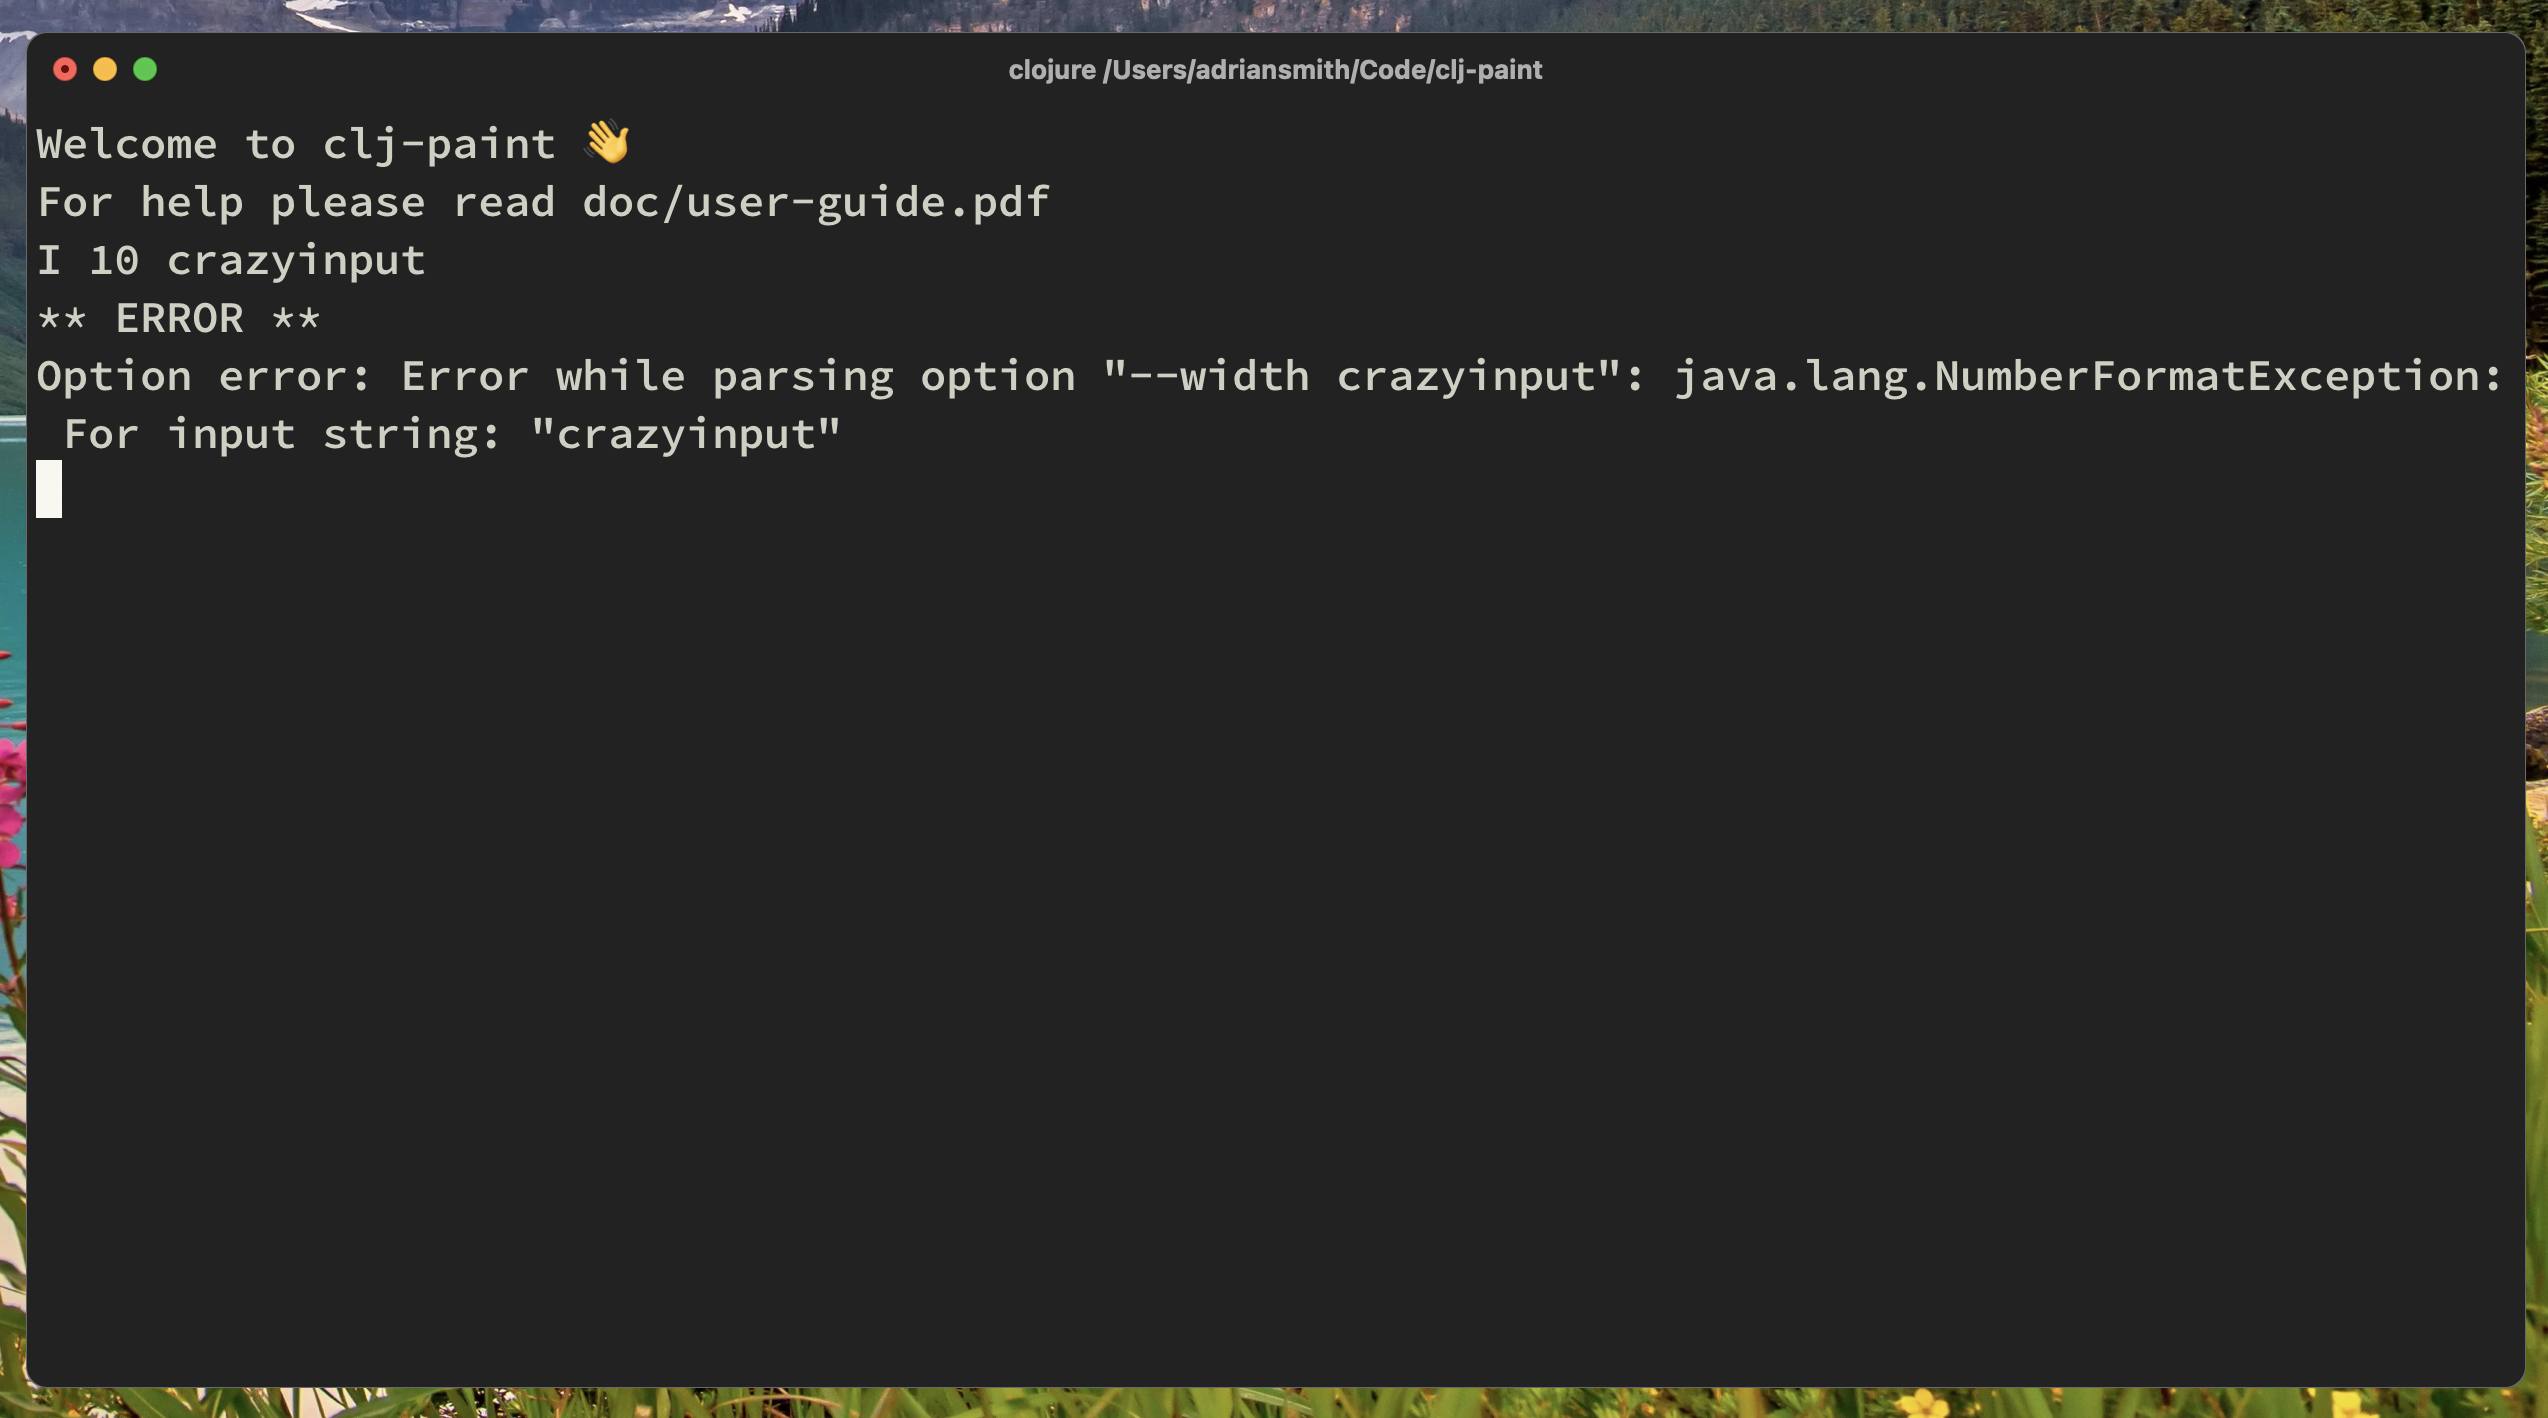 clojure /Users/adriansmith/Code/clj-paint
Welcome to clj-paint 👋
For help please read doc/user-guide.pdf
I 10 crazyinput
** ERROR **
Option error: Error while parsing option "--width crazyinput": java.lang.NumberFormatException:
 For input string: "crazyinput"